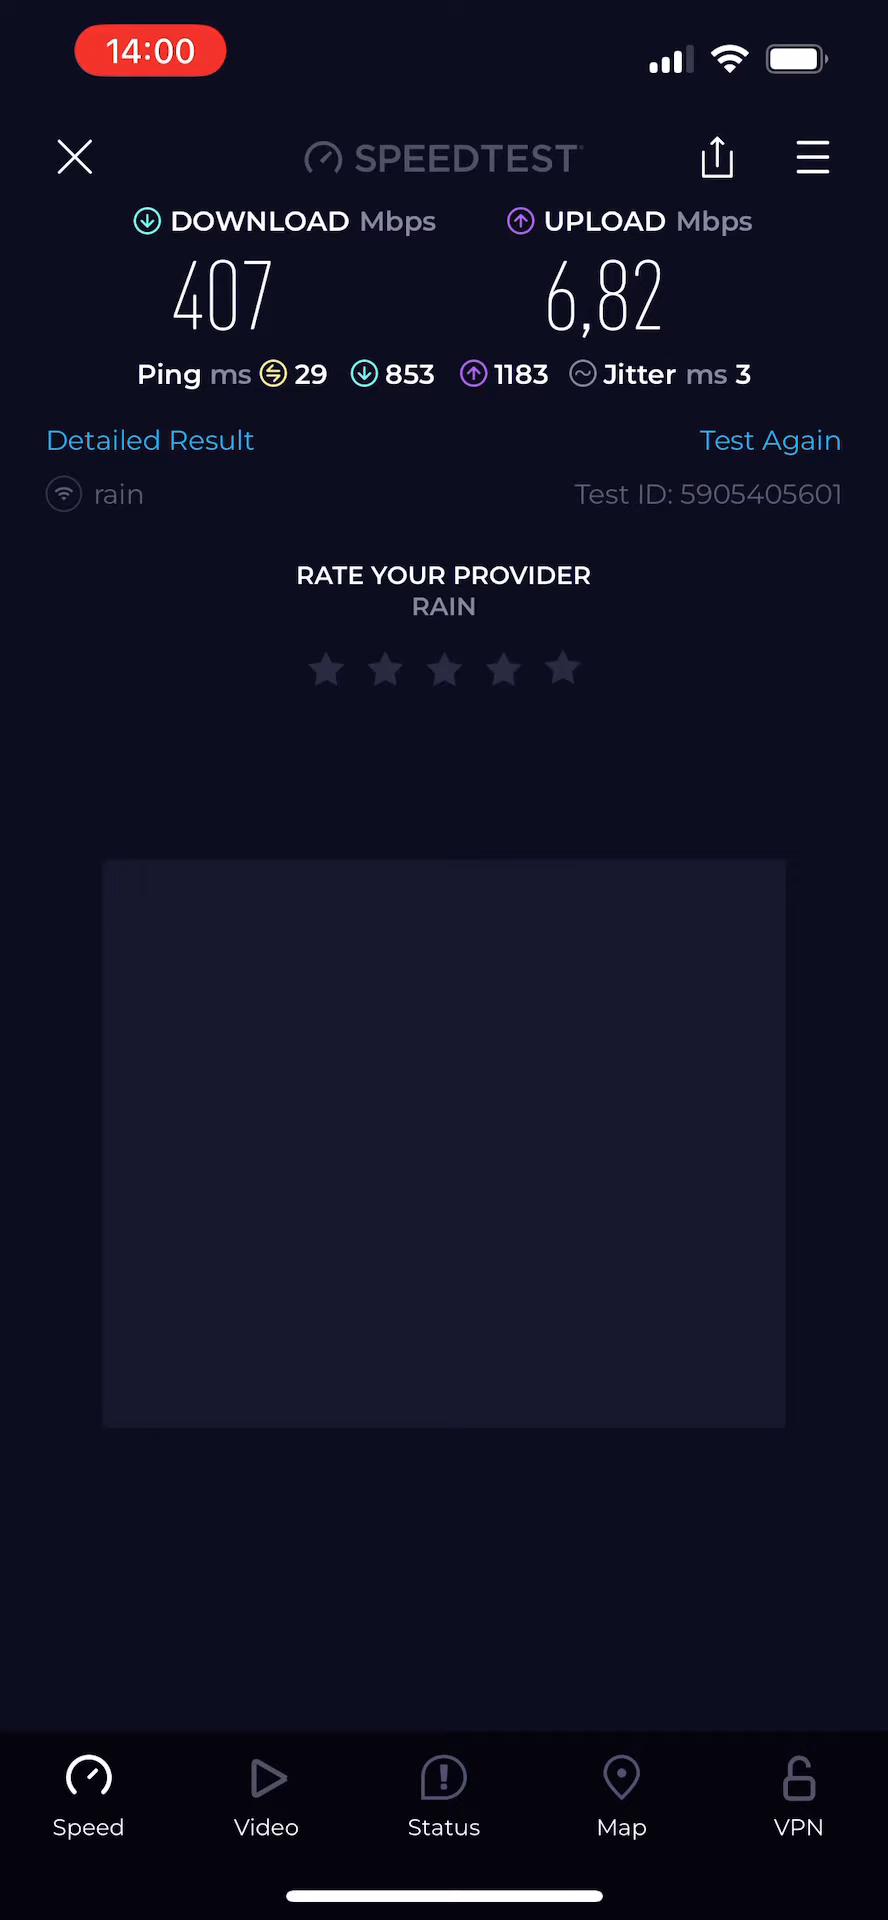 14:00
SPEEDTEST
DOWNLOAD Mbps UPLOAD Mbps
407 6,82
Ping ms 29 853 1183 Jitter ms 3
Detailed Result Test Again
rain Test ID: 5905405601
RATE YOUR PROVIDER
RAIN
Speed Video Status Map VPN